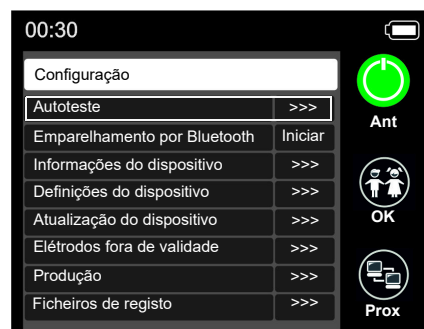 00:30
Configuração
Autoteste >>>
Emparelhamento por Bluetooth Iniciar
Informações do dispositivo >>>
Definições do dispositivo >>>
Atualização do dispositivo >>>
Elétrodos fora de validade >>>
Produção >>>
Ficheiros de registo >>>
Ant
OK
Prox